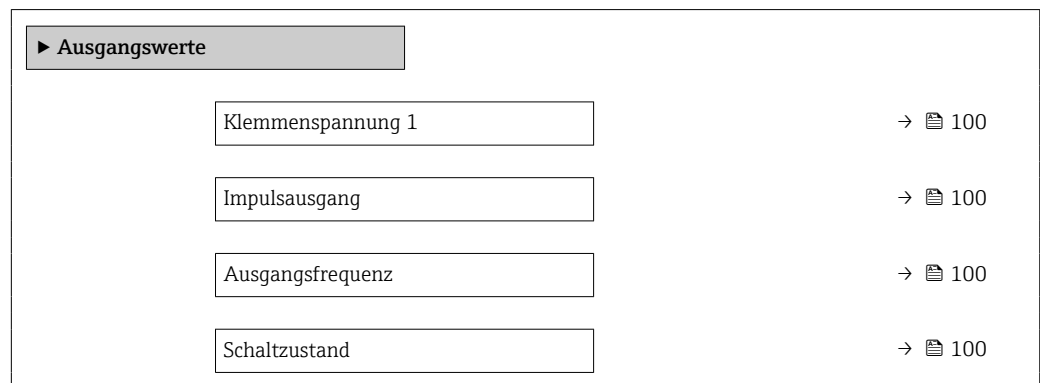 ▶ Ausgangswerte
Klemmenspannung 1 → 100
Impulsausgang → 100
Ausgangsfrequenz → 100
Schaltzustand → 100